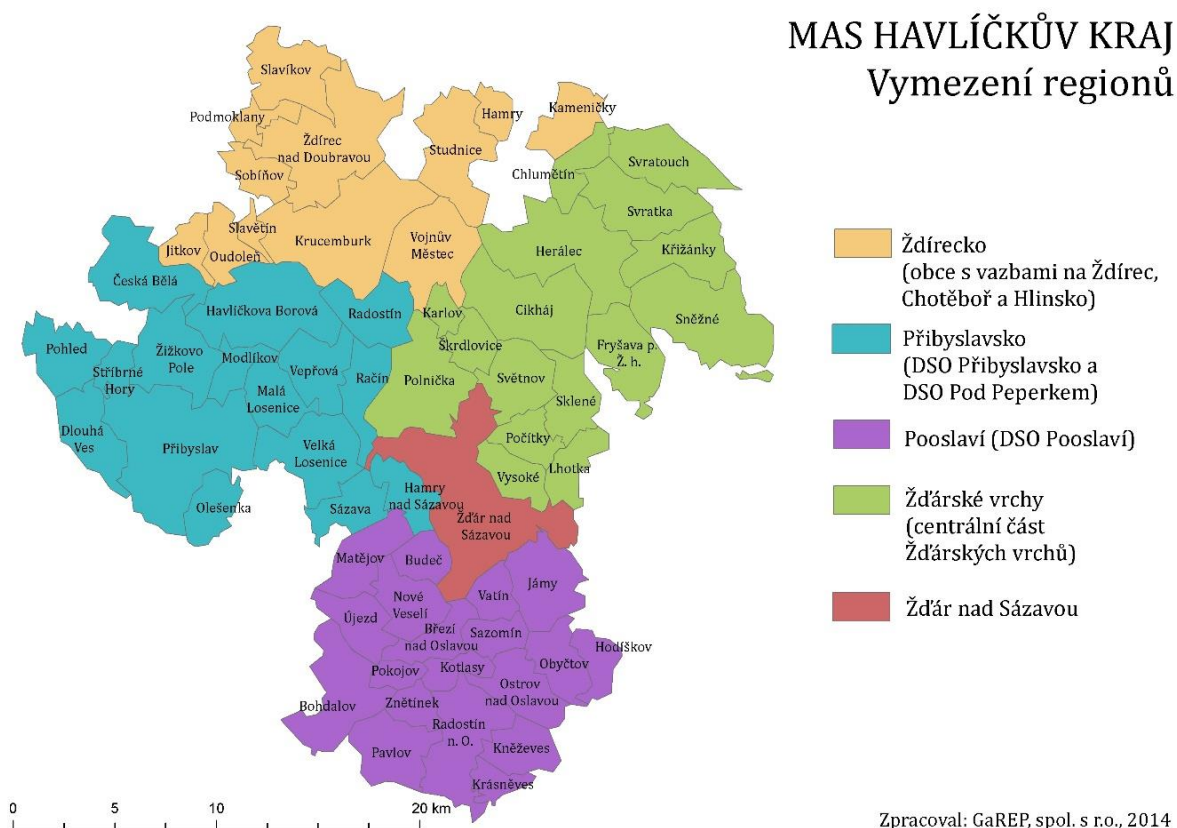 MAS HAVLÍČKŮV KRAJ
Vymezení regionů
Slavíkov
Podmoklany
Ždírec
nad Doubravou
Sobíňov
Studnice
Hamry
Kameničky
Chlumětín
Svratouch
Svratka
Křižánky
Herálec
Jitkov
Oudoleň
Slavětín
Krucemburk
Vojnův
Městec
Česká Bělá
Havlíčkova Borová
Radostín
Karlov
Cikháj
Sněžné
Škrdlovice
Fryšava p.
Ž. h.
Pohled
Stříbrné
Hory
Žižkovo
Pole
Modlíkov
Vepřová
Račín
Polnička
Světnov
Sklené
Malá
Losenice
Dlouhá
Ves
Přibyslav
Velká
Losenice
Počítky
Vysoké
Lhotka
Olešenka
Sázava
Hamry
nad Sázavou
Žďár nad
Sázavou
Matějov
Budeč
Jámy
Nové
Veselí
Vatín
Újezd
Březí
nad Oslavou
Sazomín
Hodíškov
Obyčtov
Pokojov
Kotlasy
Ostrov
nad Oslavou
Bohdalov
Znětínek
Radostín
n. O.
Pavlov
Kněževes
Krásněves
Ždírecko
(obce s vazbami na Ždírec,
Chotěboř a Hlinsko)
Přibyslavsko
(DSO Přibyslavsko a
DSO Pod Peperkem)
Pooslaví (DSO Pooslaví)
Žďárské vrchy
(centrální část
Žďárských vrchů)
Žďár nad Sázavou
0 5 10 20 km
Zpracoval: GaREP, spol. s r.o., 2014